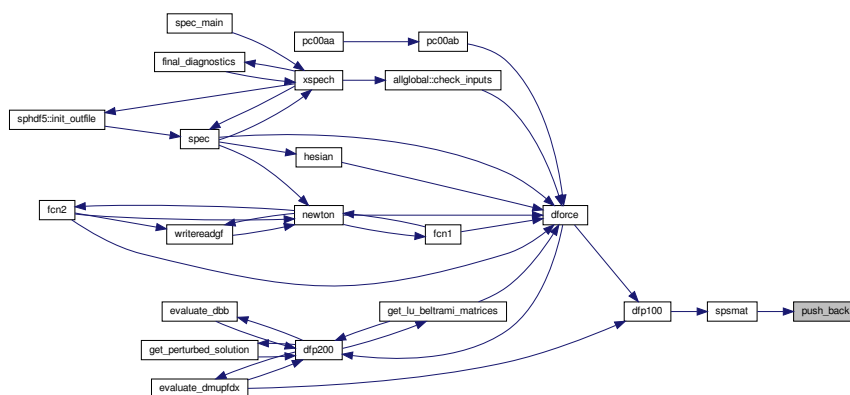 spec_main
pc00aa
pc00ab
final_diagnostics
xspech
allglobal::check_inputs
sphdf5::init_outfile
spec
hesian
fcn2
newton
dforce
writereadgf
fcn1
evaluate_dbb
get_lu_beltrami_matrices
dfp100
spsmat
push_back
get_perturbed_solution
dfp200
evaluate_dmupfdx